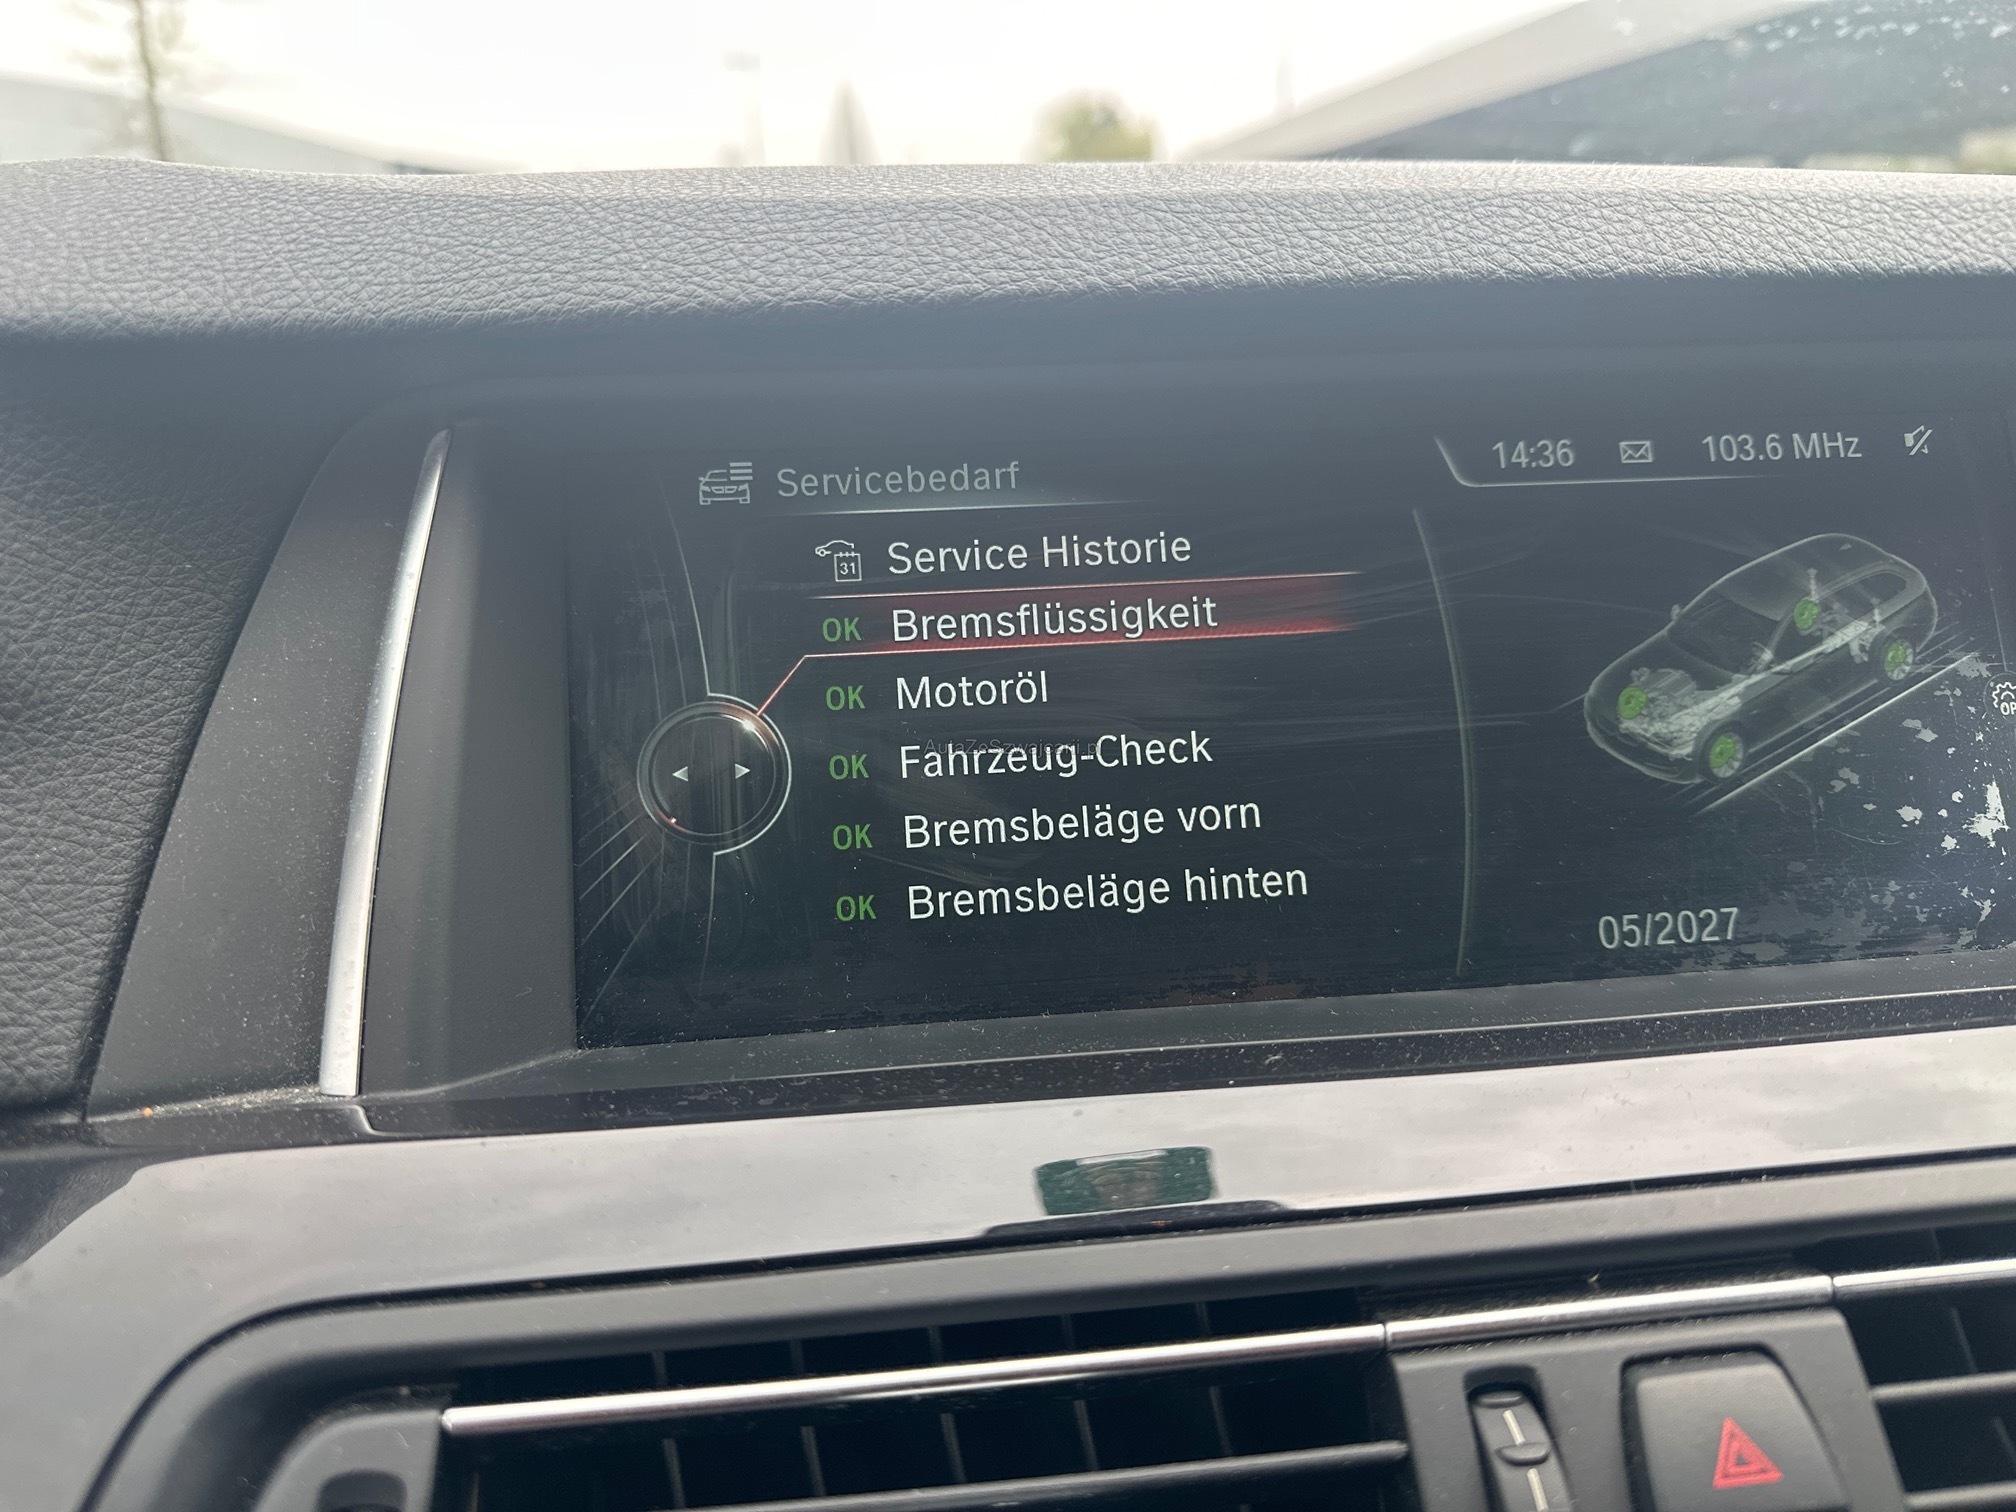 14:36 103.6 MHz
Servicebedarf
31 Service Historie
OK Bremsflüssigkeit
OK Motoröl
OK Fahrzeug-Check
OK Bremsbeläge vorn
OK Bremsbeläge hinten
05/2027